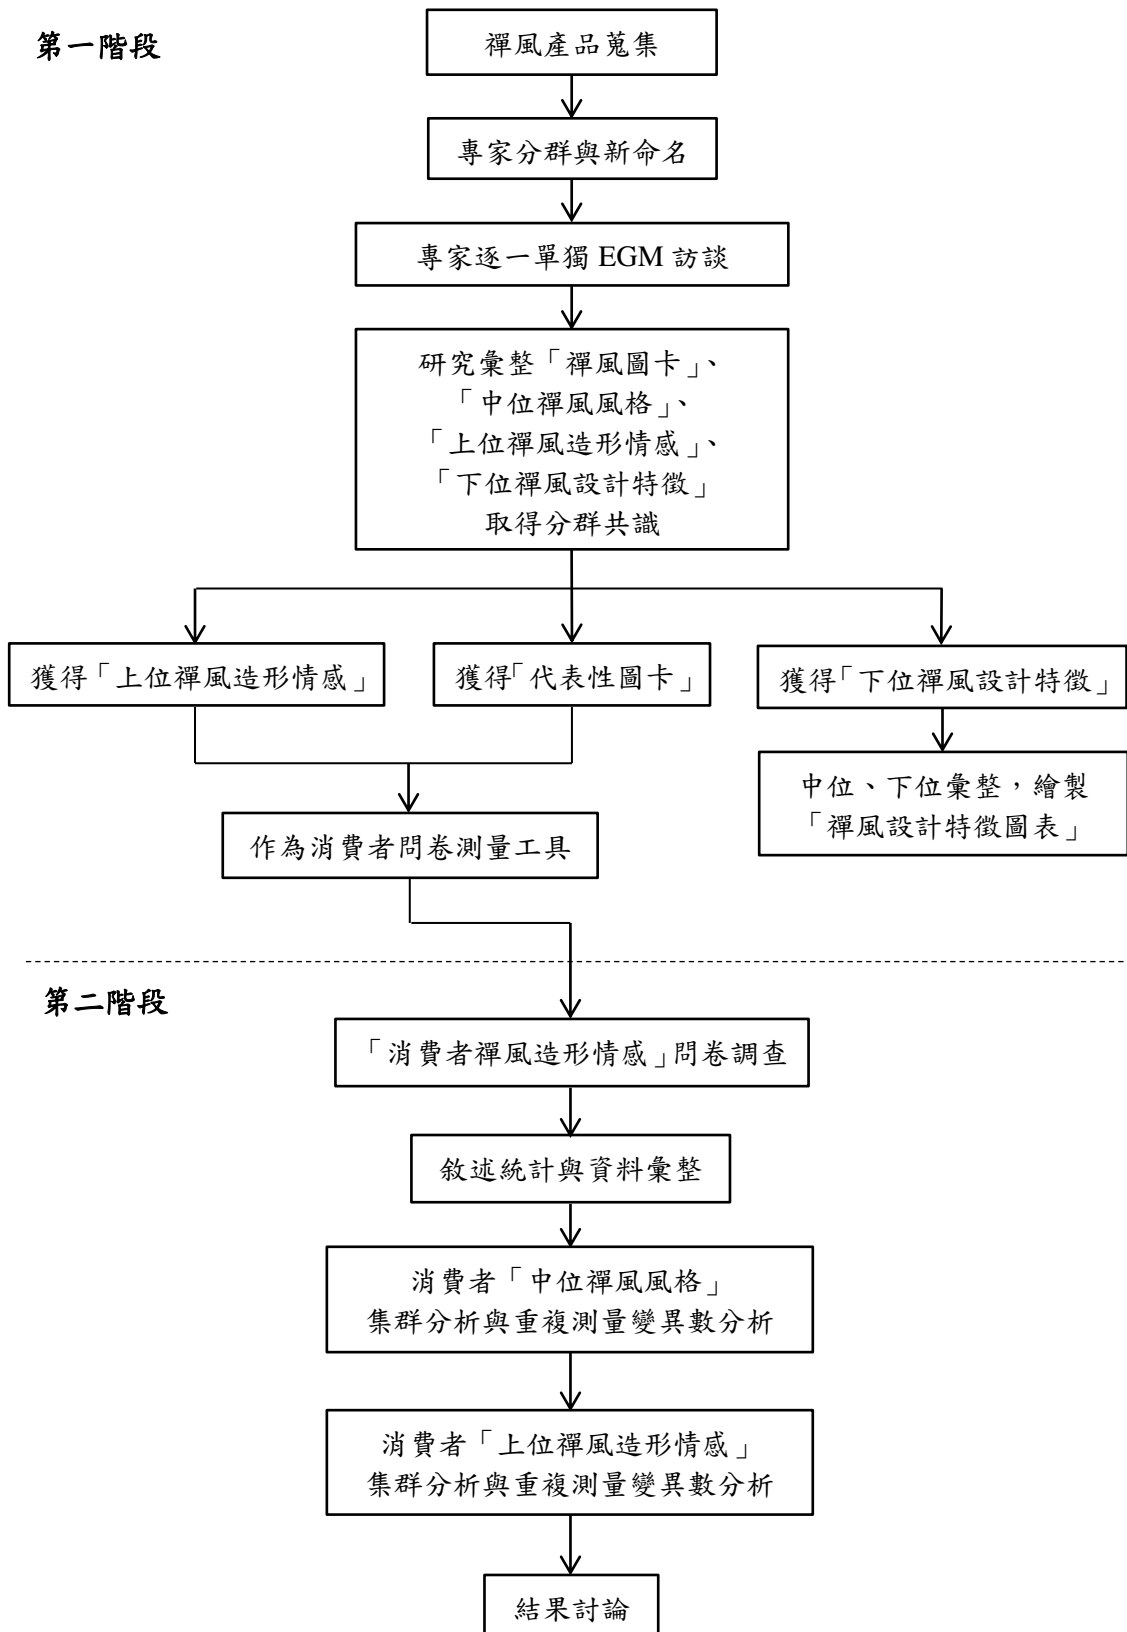 第一階段
禪風產品蒐集
專家分群與新命名
專家逐一單獨 EGM 訪談
研究彙整「禪風圖卡」、
「中位禪風風格」、
「上位禪風造形情感」、
「下位禪風設計特徵」
取得分群共識
獲得「上位禪風造形情感」
獲得「代表性圖卡」
獲得「下位禪風設計特徵」
中位、下位彙整，繪製
「禪風設計特徵圖表」
作為消費者問卷測量工具
第二階段
「消費者禪風造形情感」問卷調查
敘述統計與資料彙整
消費者「中位禪風風格」
集群分析與重複測量變異數分析
消費者「上位禪風造形情感」
集群分析與重複測量變異數分析
結果討論